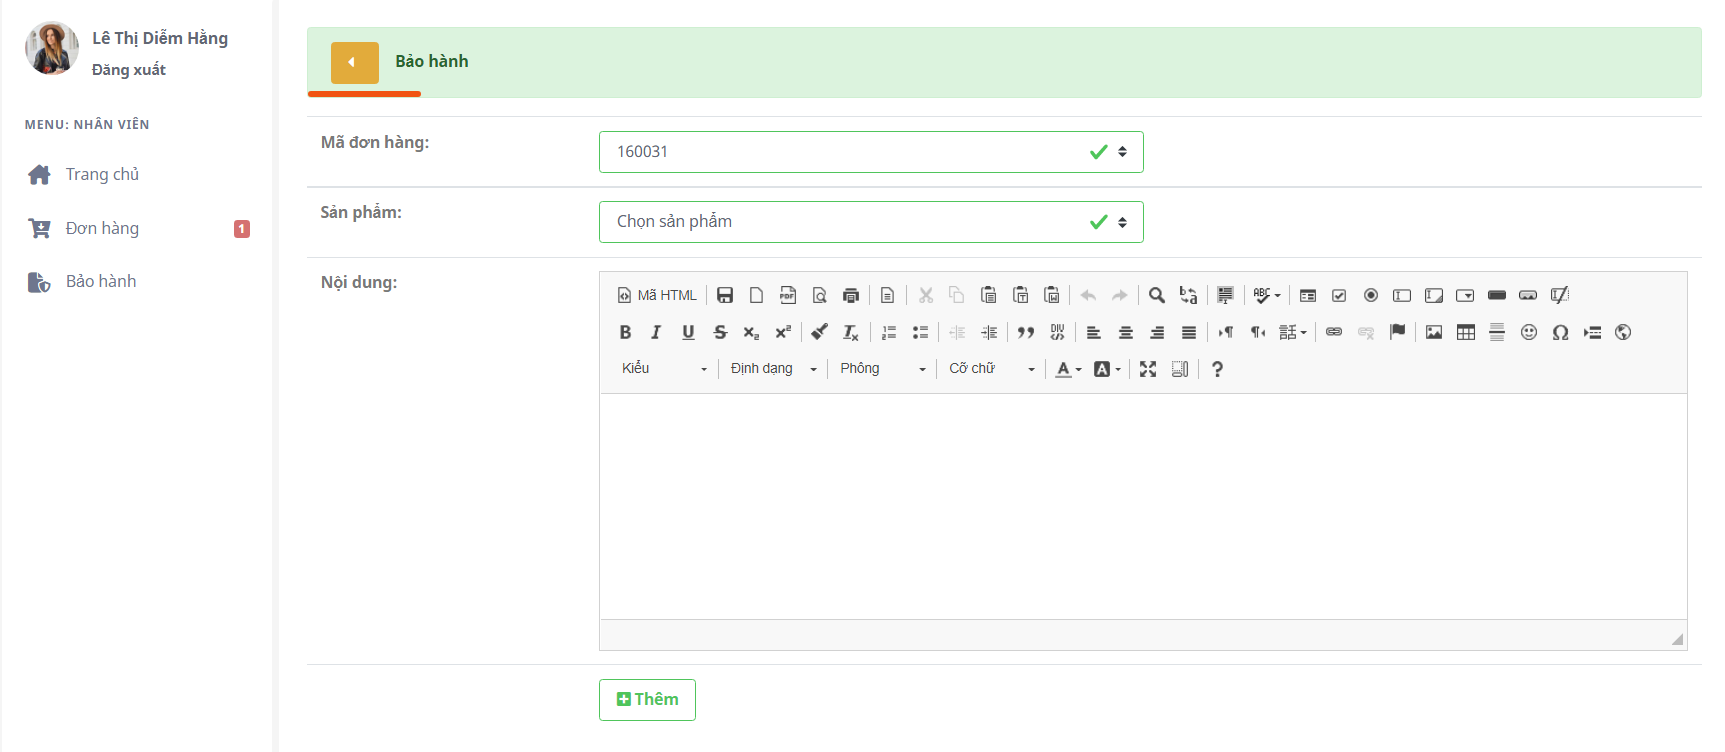 Lê Thị Diễm Hằng
Đăng xuất
MENU: NHÂN VIÊN
Trang chủ
Đơn hàng 1
Bảo hành
Bảo hành
Mã đơn hàng: 160031
Sản phẩm: Chọn sản phẩm
Nội dung:
Mã HTML
Kiểu Định dạng Phông Cỡ chữ
Thêm